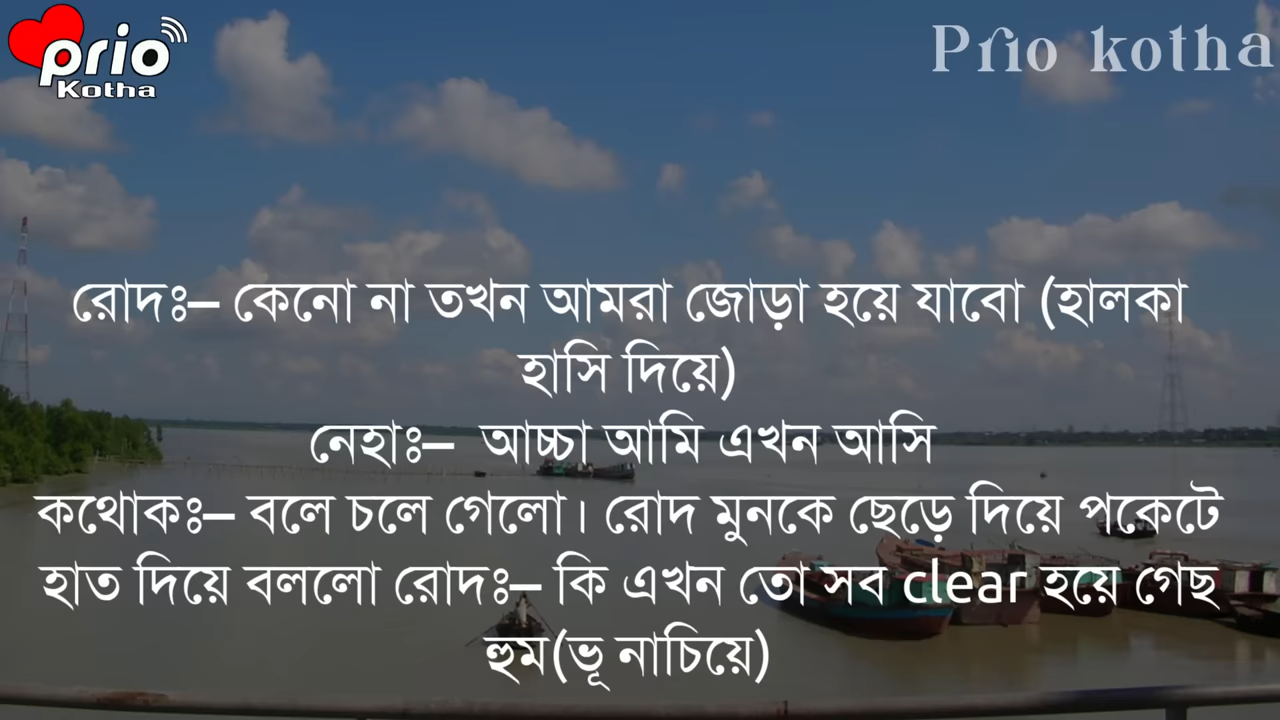 prio
Kotha
Prio kotha
রোদঃ– কেনো না তখন আমরা জোড়া হয়ে যাবো (হালকা
হাসি দিয়ে)
নেহাঃ– আচ্চা আমি এখন আসি
কথোকঃ– বলে চলে গেলো। রোদ মুনকে ছেড়ে দিয়ে পকেটে
হাত দিয়ে বললো রোদঃ– কি এখন তো সব clear হয়ে গেছ
হুম(ভূ নাচিয়ে)